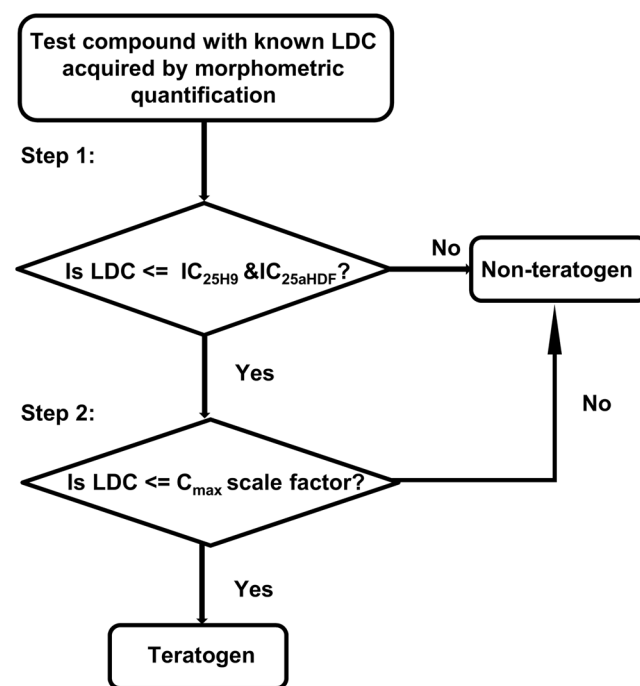 Test compound with known LDC
acquired by morphometric
quantification
Step 1:
Is LDC <= IC25H9 &IC25aHDF?
No
Non-teratogen
Yes
Step 2:
No
Is LDC <= Cmax scale factor?
Yes
Teratogen